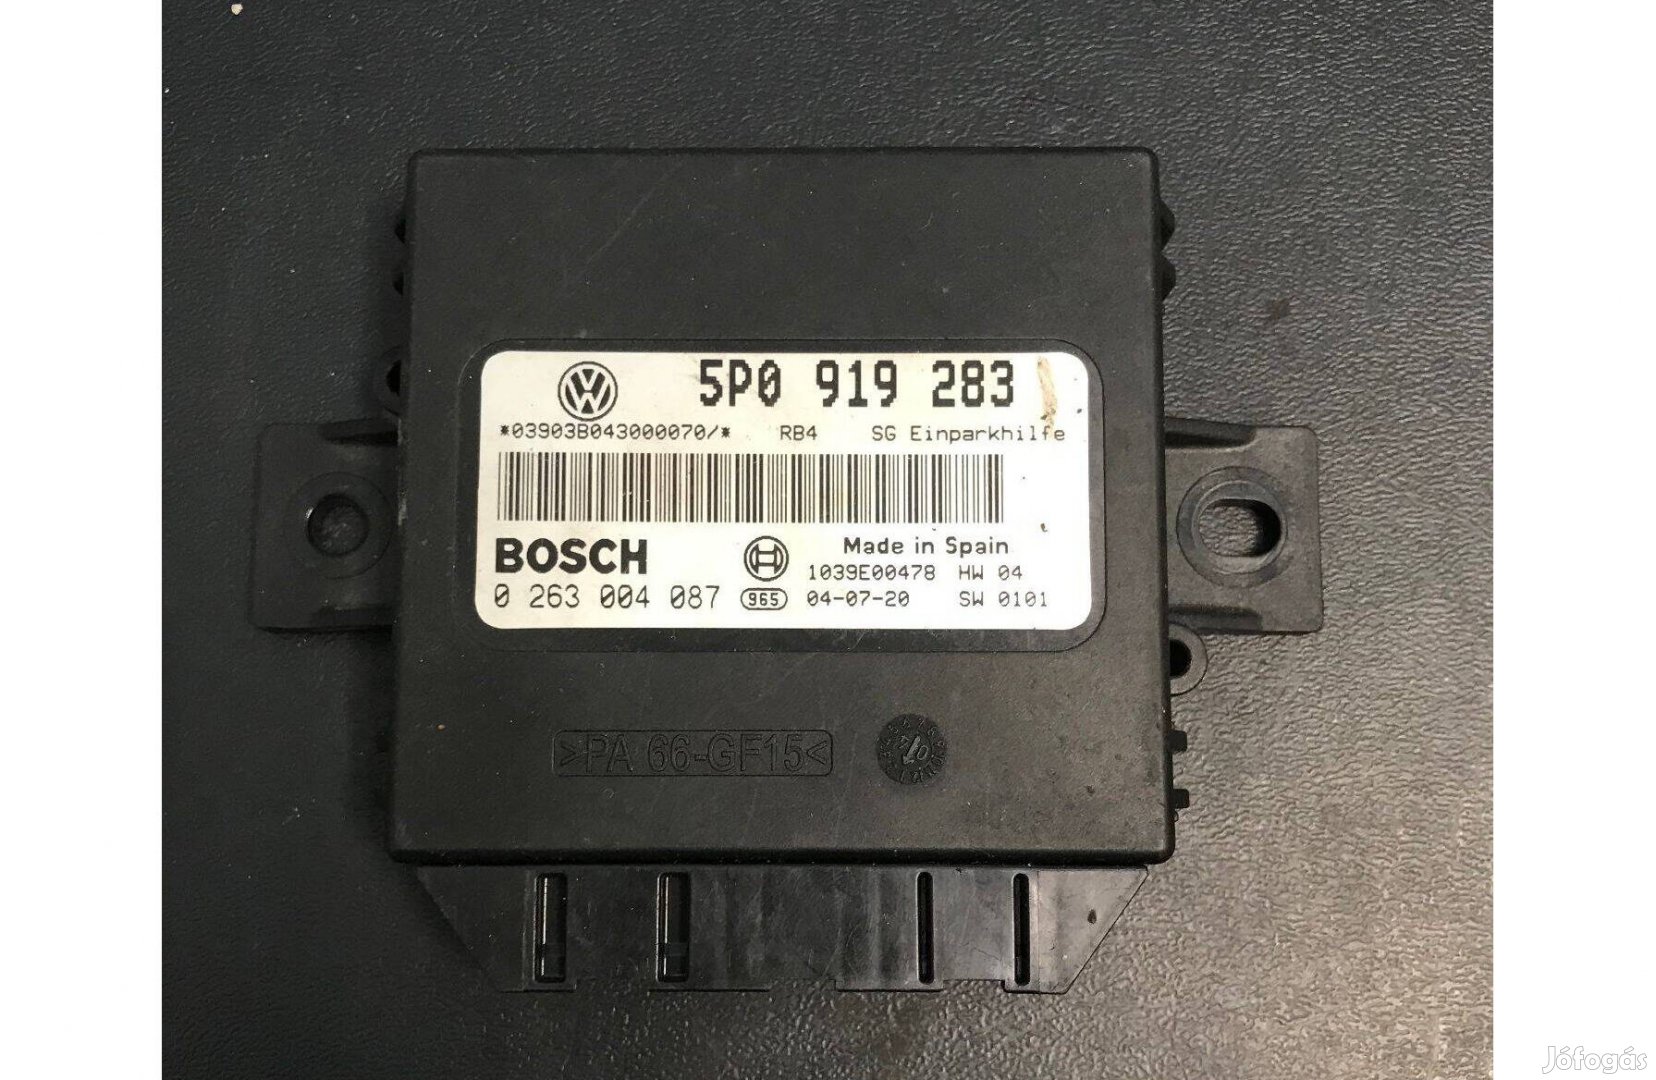 5P0 919 283
*03903B043000070/* RB4 SG Einparkhilfe
BOSCH Made in Spain
1039E00478 HW 04
0 263 004 087 965 04-07-20 SW 0101
>PA 66-GF15<
Jófogás